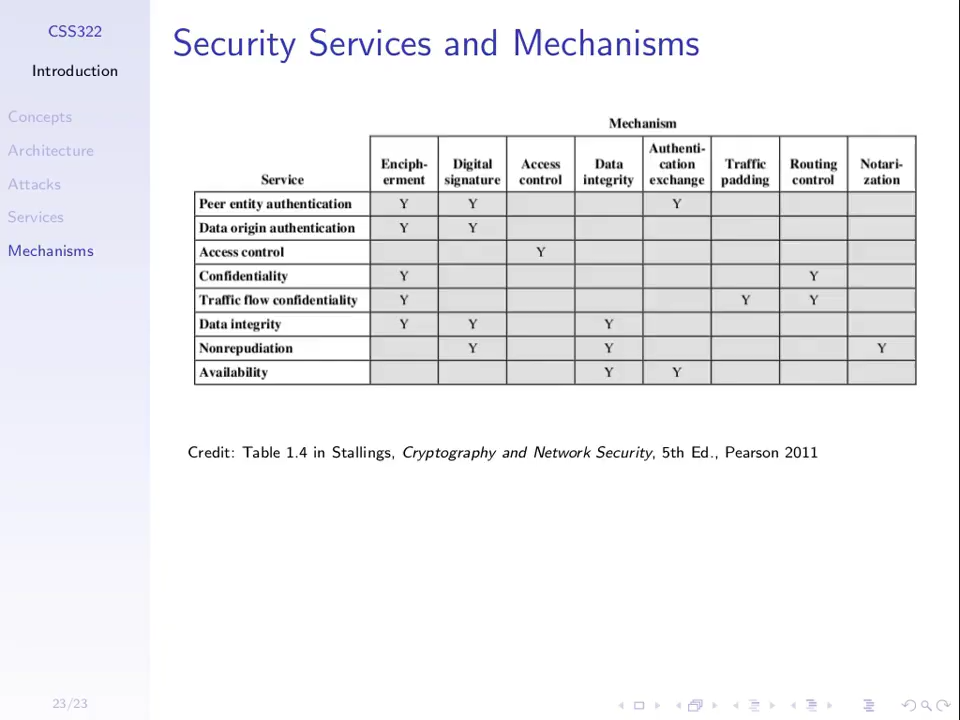 CSS322
Introduction
Concepts
Architecture
Attacks
Services
Mechanisms
23/23
Security Services and Mechanisms
Mechanism
Service Enciph-erment Digital signature Access control Data integrity Authenti-cation exchange Traffic padding Routing control Notari-zation
Peer entity authentication Y Y Y
Data origin authentication Y Y
Access control Y
Confidentiality Y Y
Traffic flow confidentiality Y Y Y
Data integrity Y Y Y
Nonrepudiation Y Y Y
Availability Y Y
Credit: Table 1.4 in Stallings, Cryptography and Network Security, 5th Ed., Pearson 2011